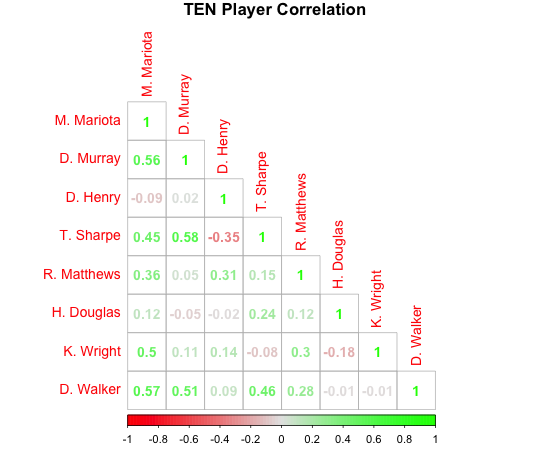 TEN Player Correlation
M. Mariota
D. Murray
D. Henry
T. Sharpe
R. Matthews
H. Douglas
K. Wright
D. Walker
M. Mariota 1
D. Murray 0.56 1
D. Henry -0.09 0.02 1
T. Sharpe 0.45 0.58 -0.35 1
R. Matthews 0.36 0.05 0.31 0.15 1
H. Douglas 0.12 -0.05 -0.02 0.24 0.12 1
K. Wright 0.5 0.11 0.14 -0.08 0.3 -0.18 1
D. Walker 0.57 0.51 0.09 0.46 0.28 -0.01 -0.01 1
-1 -0.8 -0.6 -0.4 -0.2 0 0.2 0.4 0.6 0.8 1